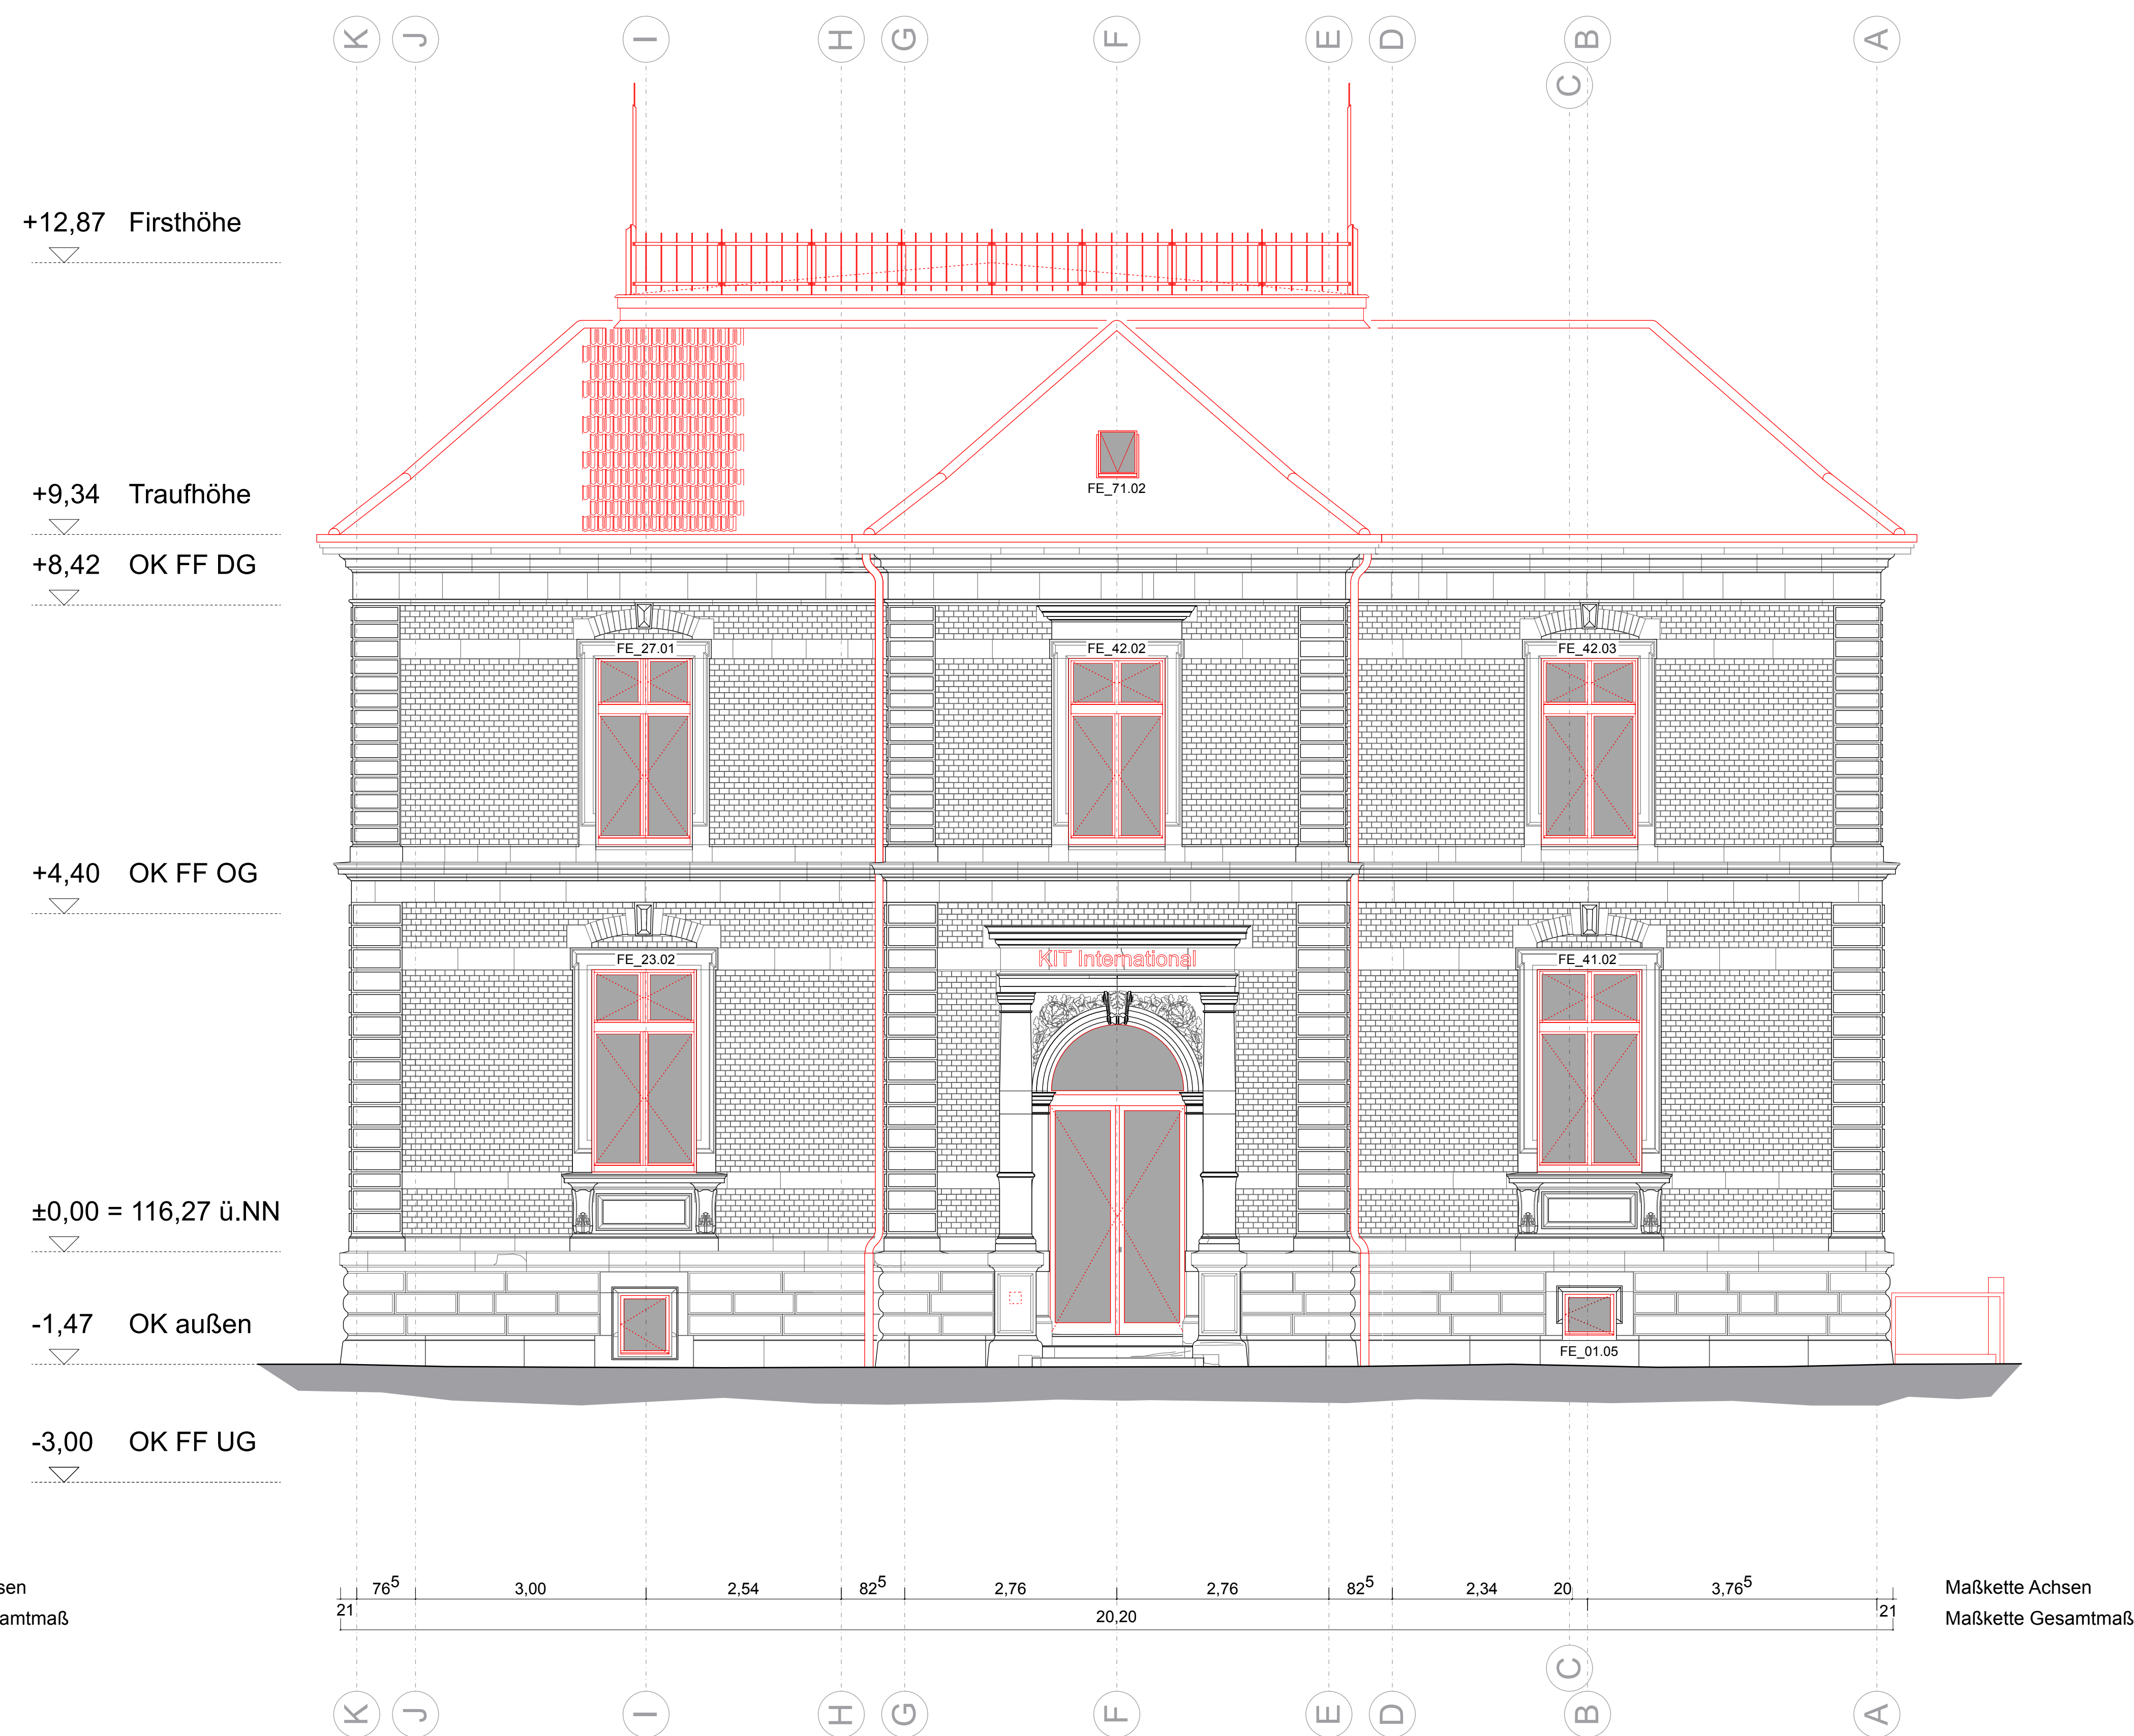 K J I H G F E D B A
C
+12,87 Firsthöhe
+9,34 Traufhöhe
FE_71.02
+8,42 OK FF DG
FE_27.01 FE_42.02 FE_42.03
+4,40 OK FF OG
FE_23.02 KIT International FE_41.02
±0,00 = 116,27 ü.NN
-1,47 OK außen
FE_01.05
-3,00 OK FF UG
sen 76⁵ 3,00 2,54 82⁵ 2,76 2,76 82⁵ 2,34 20 3,76⁵ Maßkette Achsen
21 21
amtmaß 20,20 Maßkette Gesamtmaß
C
K J I H G F E D B A